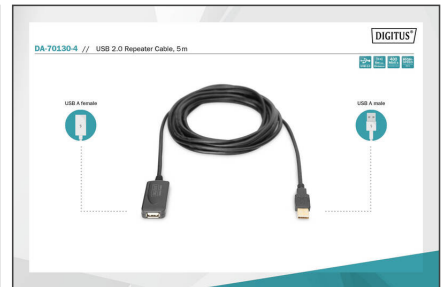 DIGITUS®
DA-70130-4 // USB 2.0 Repeater Cable, 5 m
USB A female
USB A male